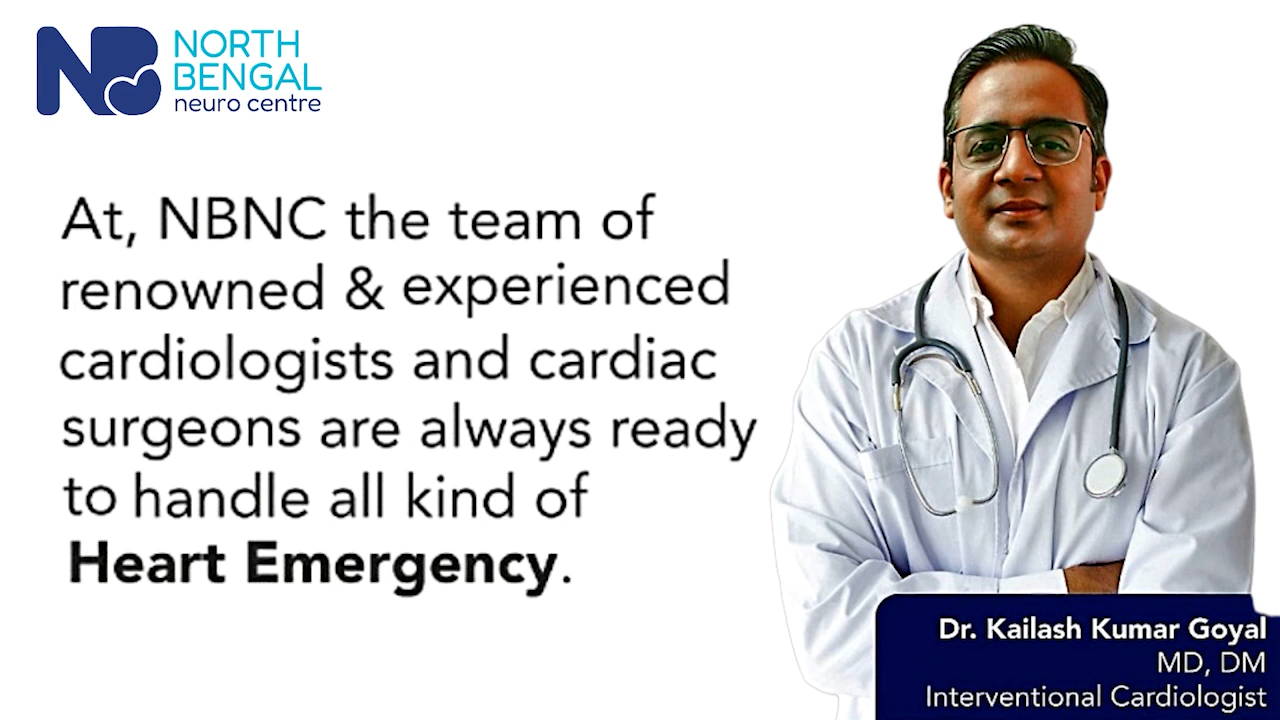 NORTH
BENGAL
neuro centre
At, NBNC the team of
renowned & experienced
cardiologists and cardiac
surgeons are always ready
to handle all kind of
Heart Emergency.
Dr. Kailash Kumar Goyal
MD, DM
Interventional Cardiologist